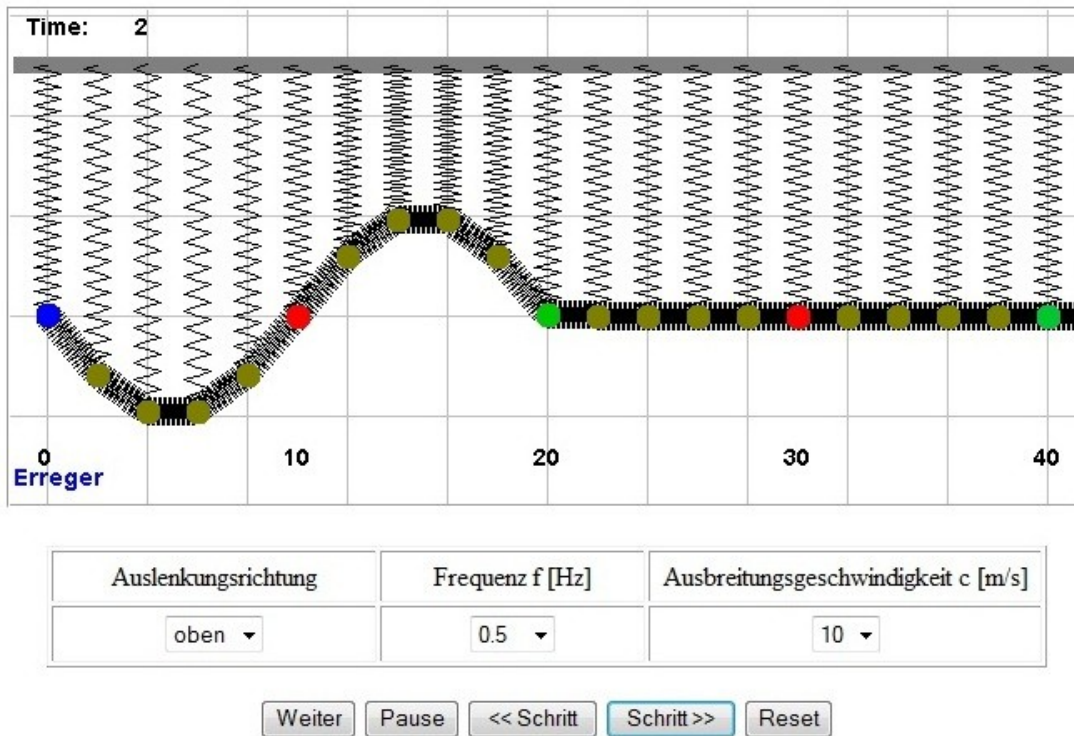 Time: 2
0 10 20 30 40
Erreger
Auslenkungsrichtung Frequenz f [Hz] Ausbreitungsgeschwindigkeit c [m/s]
oben 0.5 10
Weiter Pause << Schritt Schritt >> Reset